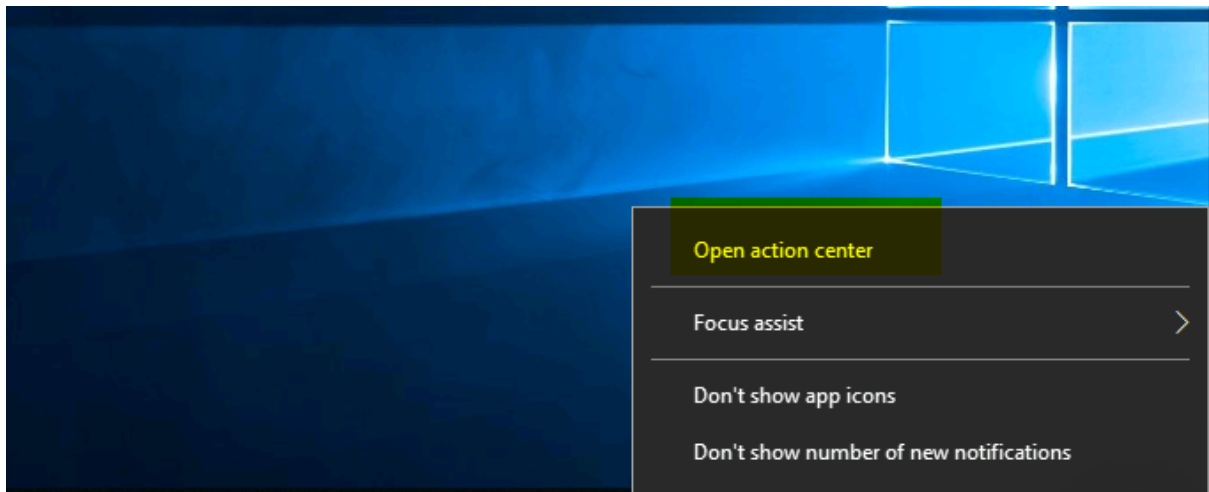 Open action center
Focus assist
Don't show app icons
Don't show number of new notifications